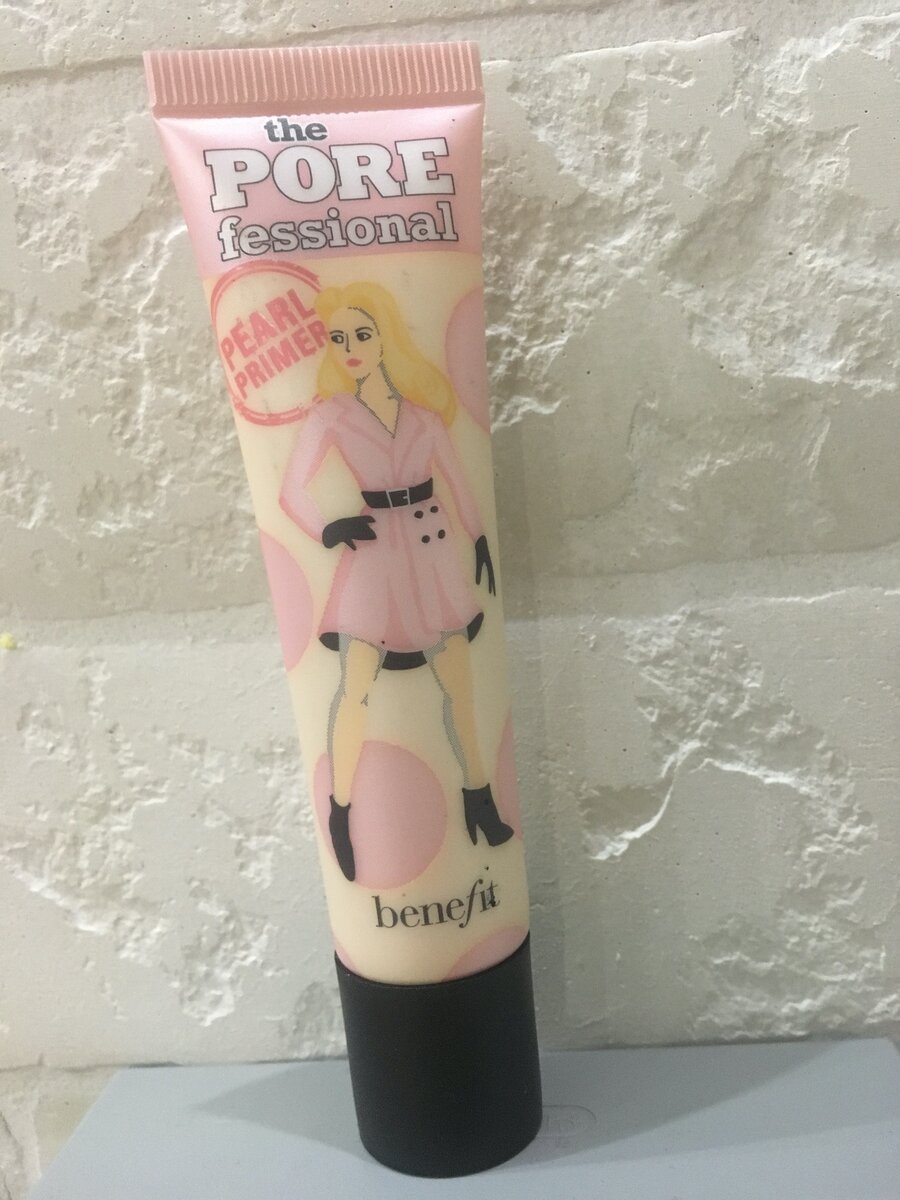 the
PORE
fessional
PEARL
PRIMER
benefit